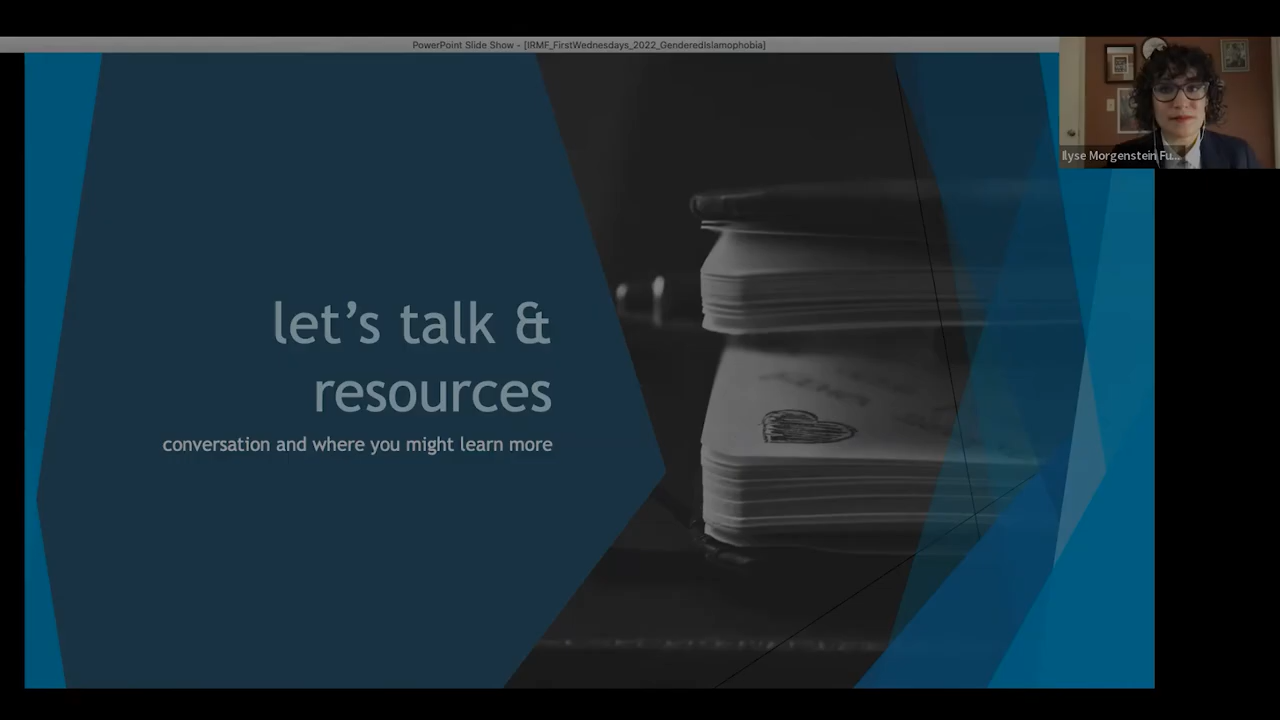 PowerPoint Slide Show - [IRMF_FirstWednesdays_2022_GenderedIslamophobia]
Ilyse Morgenstein Fu...
let's talk &
resources
conversation and where you might learn more